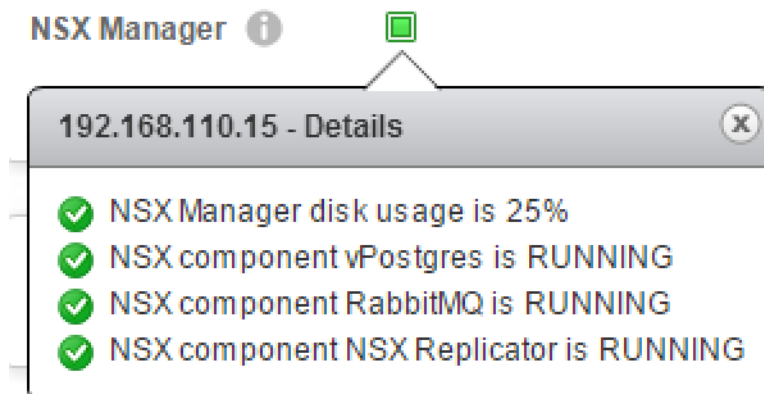 NSX Manager
192.168.110.15 - Details
NSX Manager disk usage is 25%
NSX component vPostgres is RUNNING
NSX component RabbitMQ is RUNNING
NSX component NSX Replicator is RUNNING